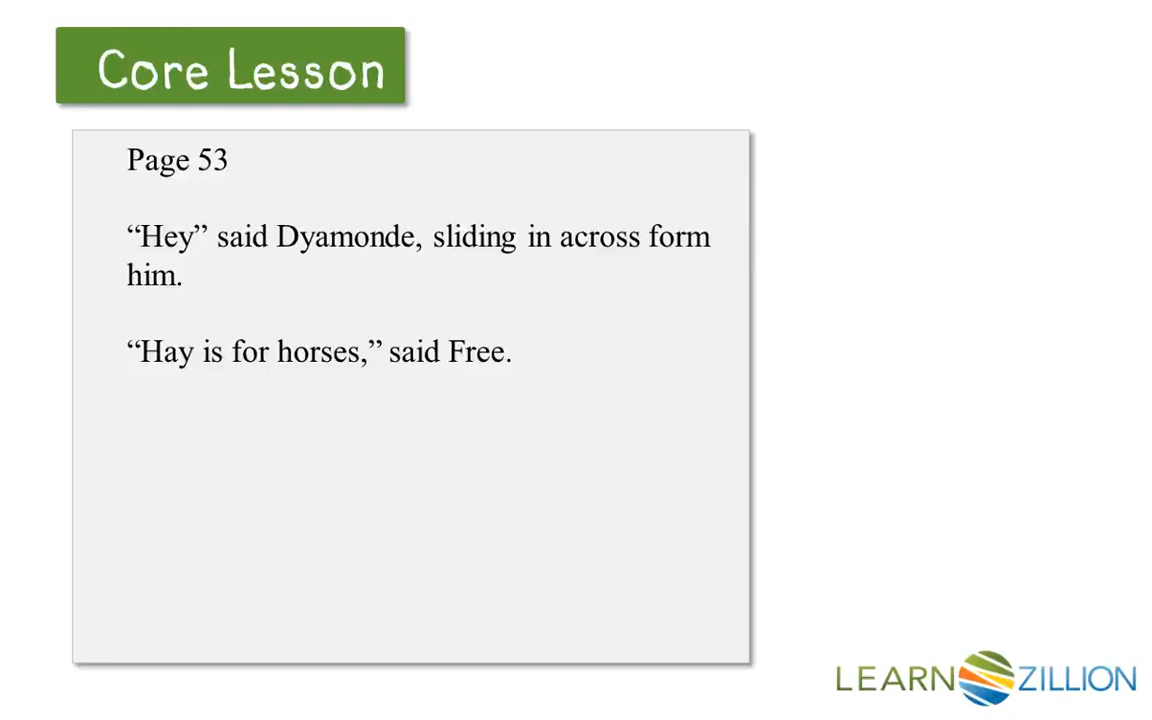 Core Lesson
Page 53
“Hey” said Dyamonde, sliding in across form
him.
“Hay is for horses,” said Free.
LEARN ZILLION